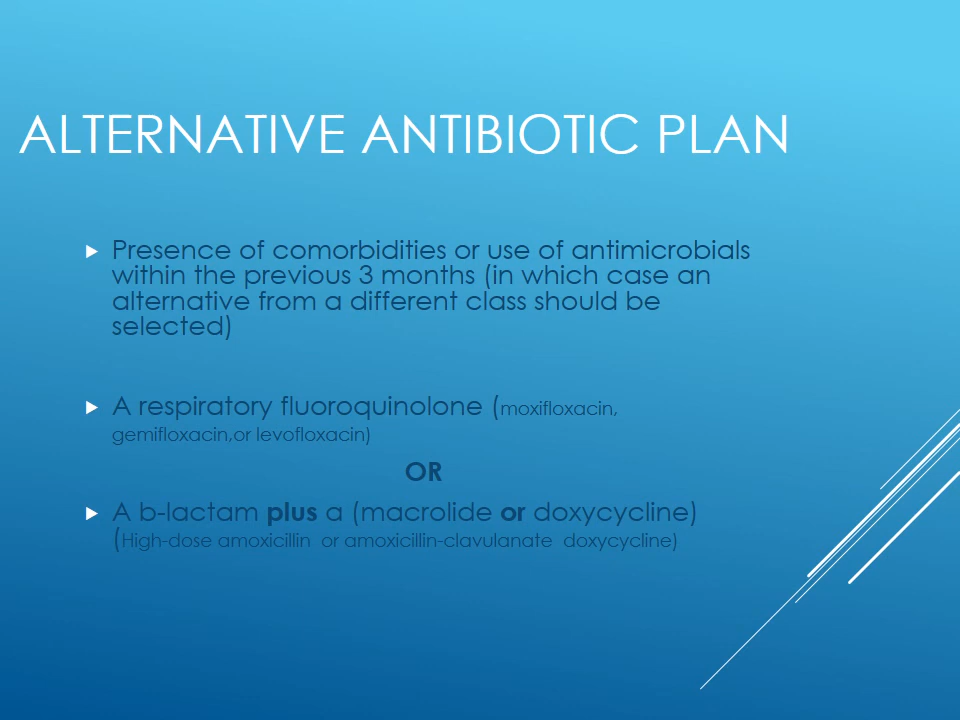 ALTERNATIVE ANTIBIOTIC PLAN
Presence of comorbidities or use of antimicrobials
within the previous 3 months (in which case an
alternative from a different class should be
selected)
A respiratory fluoroquinolone (moxifloxacin,
gemifloxacin,or levofloxacin)
OR
A b-lactam plus a (macrolide or doxycycline)
(High-dose amoxicillin or amoxicillin-clavulanate doxycycline)